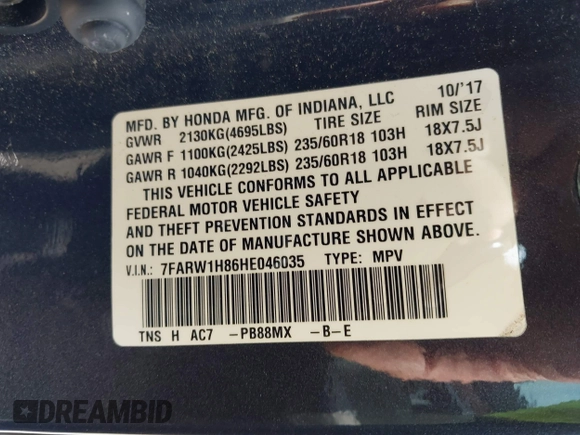 MFD. BY HONDA MFG. OF INDIANA, LLC 10/'17
GVWR 2130KG(4695LBS) TIRE SIZE RIM SIZE
GAWR F 1100KG(2425LBS) 235/60R18 103H 18X7.5J
GAWR R 1040KG(2292LBS) 235/60R18 103H 18X7.5J
THIS VEHICLE CONFORMS TO ALL APPLICABLE
FEDERAL MOTOR VEHICLE SAFETY
AND THEFT PREVENTION STANDARDS IN EFFECT
ON THE DATE OF MANUFACTURE SHOWN ABOVE.
V.I.N.: 7FARW1H86HE046035 TYPE: MPV
TNS H AC7 -PB88MX -B-E
DREAMBID